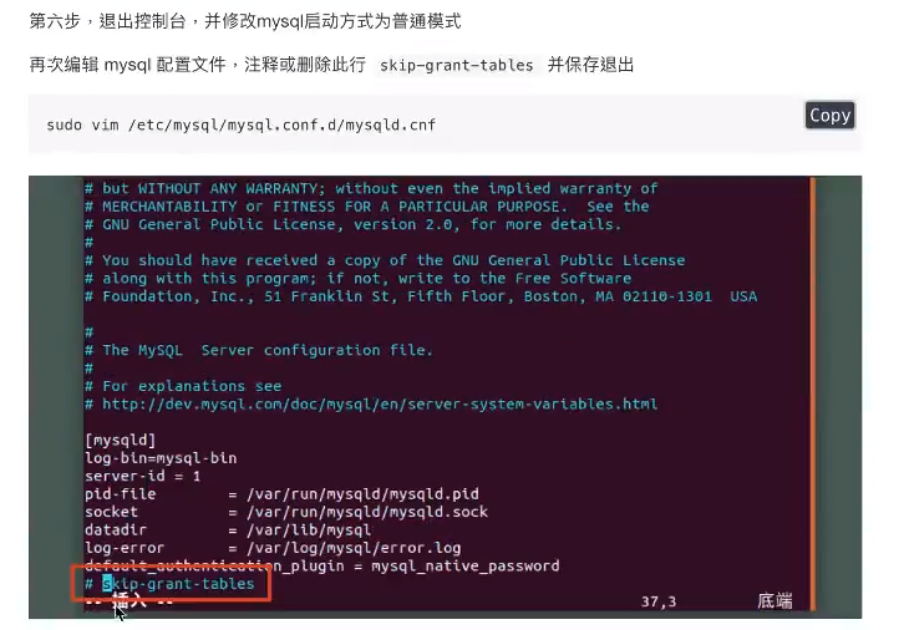 第六步，退出控制台，并修改mysql启动方式为普通模式
再次编辑 mysql 配置文件，注释或删除此行 skip-grant-tables 并保存退出
sudo vim /etc/mysql/mysql.conf.d/mysqld.cnf
Copy
# but WITHOUT ANY WARRANTY; without even the implied warranty of
# MERCHANTABILITY or FITNESS FOR A PARTICULAR PURPOSE.  See the
# GNU General Public License, version 2.0, for more details.
#
# You should have received a copy of the GNU General Public License
# along with this program; if not, write to the Free Software
# Foundation, Inc., 51 Franklin St, Fifth Floor, Boston, MA 02110-1301  USA
#
# The MySQL  Server configuration file.
#
# For explanations see
# http://dev.mysql.com/doc/mysql/en/server-system-variables.html
[mysqld]
log-bin=mysql-bin
server-id = 1
pid-file        = /var/run/mysqld/mysqld.pid
socket          = /var/run/mysqld/mysqld.sock
datadir         = /var/lib/mysql
log-error       = /var/log/mysql/error.log
default_authentication_plugin = mysql_native_password
# skip-grant-tables
-- 插入 -- 37,3 底端